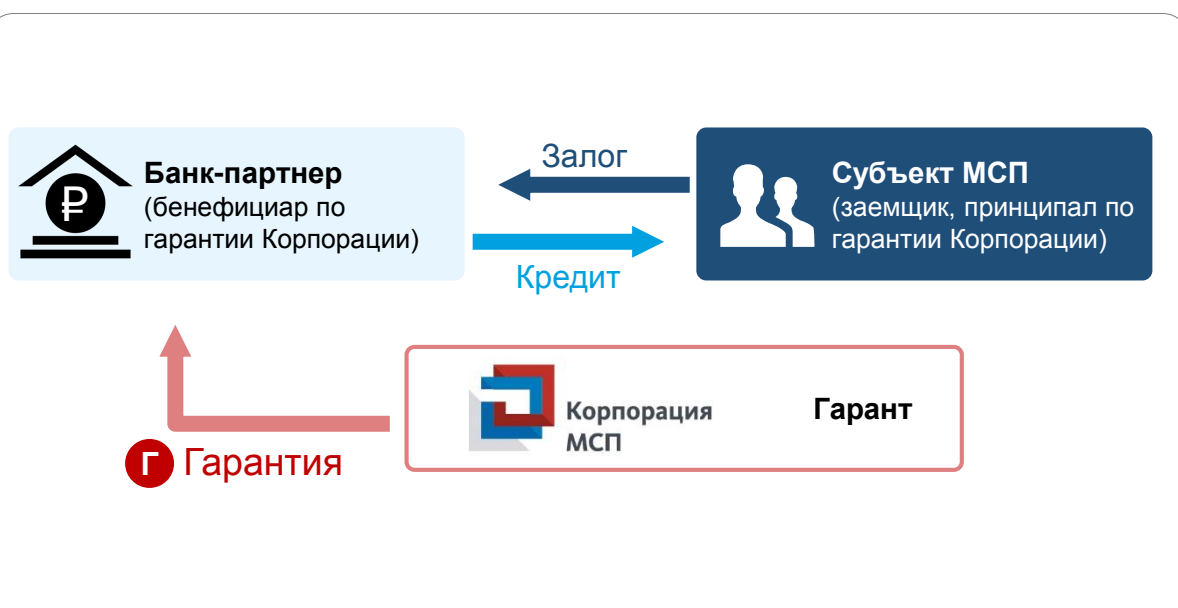 Банк-партнер
(бенефициар по
гарантии Корпорации)
Залог
Кредит
Субъект МСП
(заемщик, принципал по
гарантии Корпорации)
Корпорация
МСП
Гарант
Г Гарантия